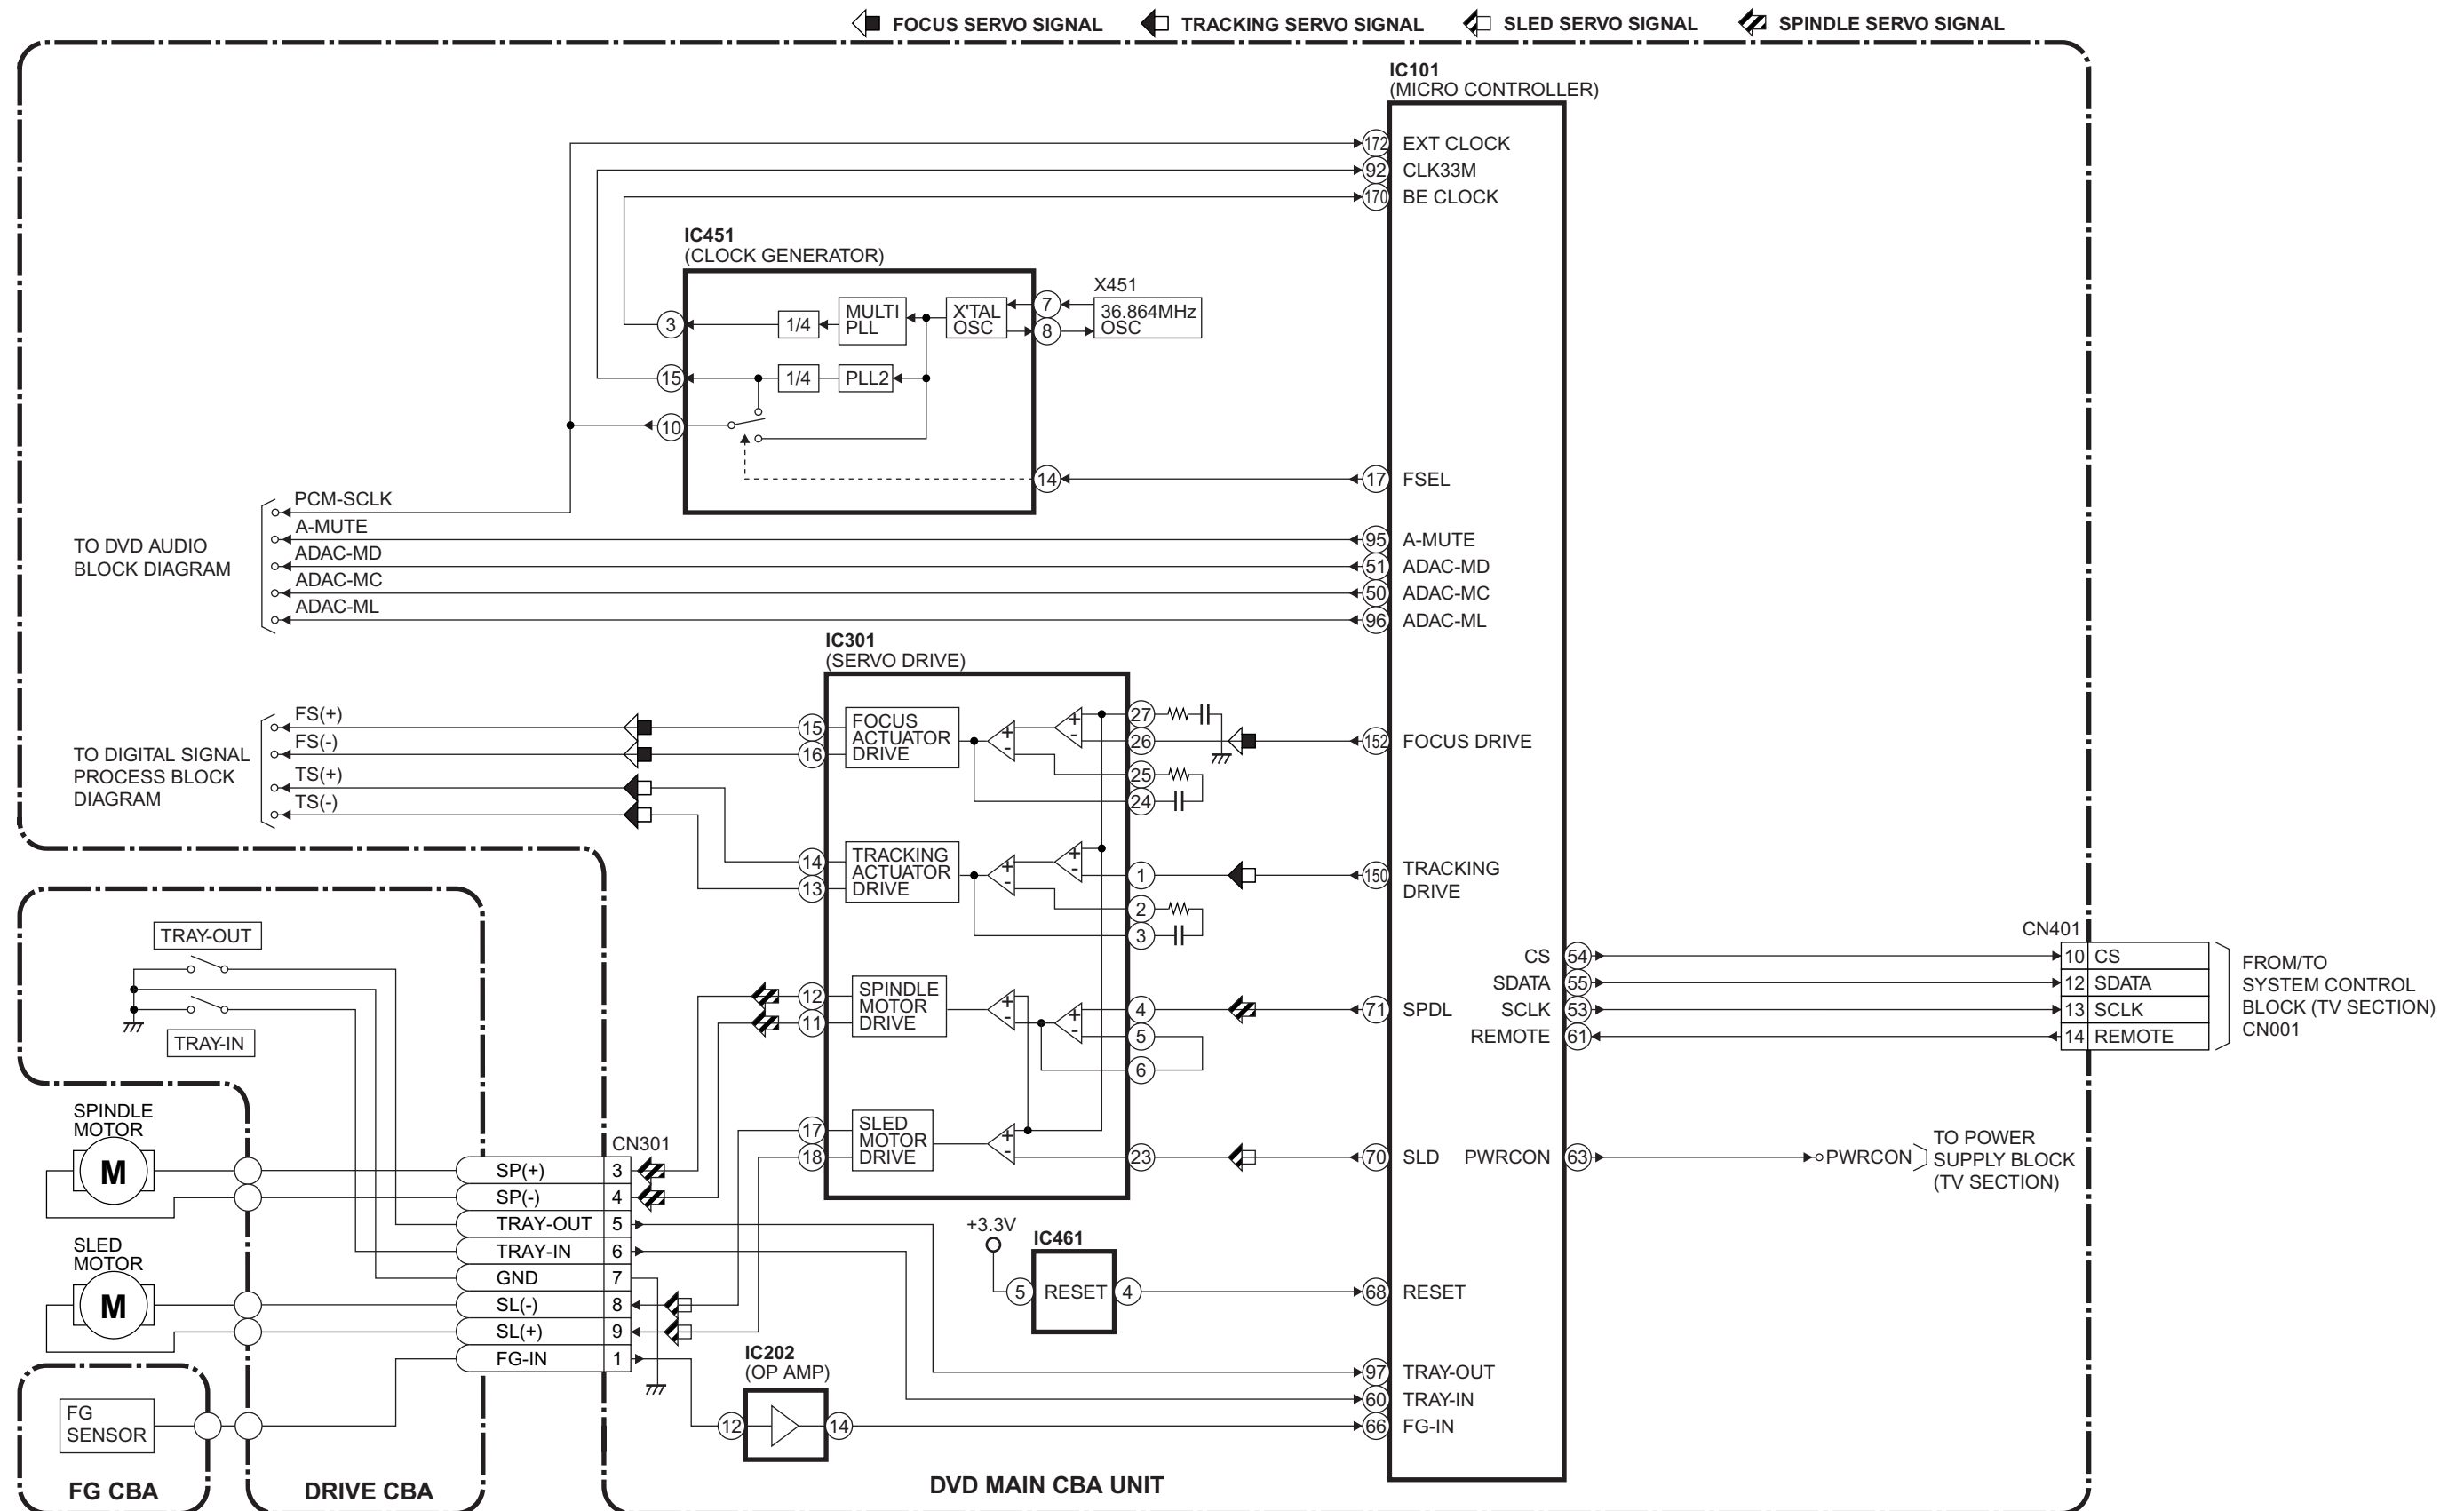 FOCUS SERVO SIGNAL TRACKING SERVO SIGNAL SLED SERVO SIGNAL SPINDLE SERVO SIGNAL
IC101
(MICRO CONTROLLER)
172 EXT CLOCK
92 CLK33M
170 BE CLOCK
IC451
(CLOCK GENERATOR)
X451
3 1/4 MULTI PLL X'TAL OSC 7 8 36.864MHz OSC
15 1/4 PLL2
10
14 17 FSEL
TO DVD AUDIO
BLOCK DIAGRAM
PCM-SCLK
A-MUTE 95 A-MUTE
ADAC-MD 51 ADAC-MD
ADAC-MC 50 ADAC-MC
ADAC-ML 96 ADAC-ML
IC301
(SERVO DRIVE)
TO DIGITAL SIGNAL
PROCESS BLOCK
DIAGRAM
FS(+)
FS(-)
TS(+)
TS(-)
15
16
FOCUS
ACTUATOR
DRIVE
+
-
+
-
27
26
25
24
152 FOCUS DRIVE
14
13
TRACKING
ACTUATOR
DRIVE
+
-
+
-
1
2
3
150 TRACKING
DRIVE
12
11
SPINDLE
MOTOR
DRIVE
+
-
+
-
4
5
6
71 SPDL
17
18
SLED
MOTOR
DRIVE
+
-
23
70 SLD
CN401
CS 54 10 CS
SDATA 55 12 SDATA
SCLK 53 13 SCLK
REMOTE 61 14 REMOTE
FROM/TO
SYSTEM CONTROL
BLOCK (TV SECTION)
CN001
PWRCON 63 PWRCON
TO POWER
SUPPLY BLOCK
(TV SECTION)
TRAY-OUT
TRAY-IN
SPINDLE
MOTOR
M
SLED
MOTOR
M
CN301
SP(+) 3
SP(-) 4
TRAY-OUT 5
TRAY-IN 6
GND 7
SL(-) 8
SL(+) 9
FG-IN 1
+3.3V
IC461
5 RESET 4 68 RESET
IC202
(OP AMP)
12 14
97 TRAY-OUT
60 TRAY-IN
66 FG-IN
FG
SENSOR
FG CBA
DRIVE CBA
DVD MAIN CBA UNIT